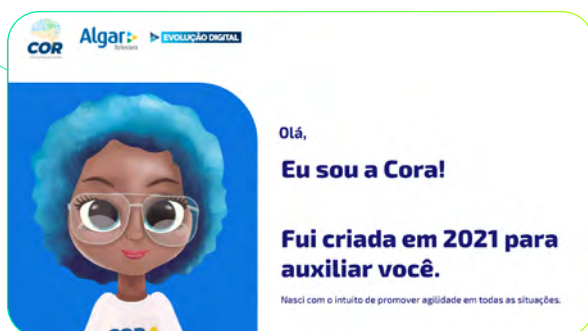 COR
Algar
telecom
EVOLUÇÃO DIGITAL
Olá,
Eu sou a Cora!
Fui criada em 2021 para
auxiliar você.
Nasci com o intuito de promover agilidade em todas as situações.
COR